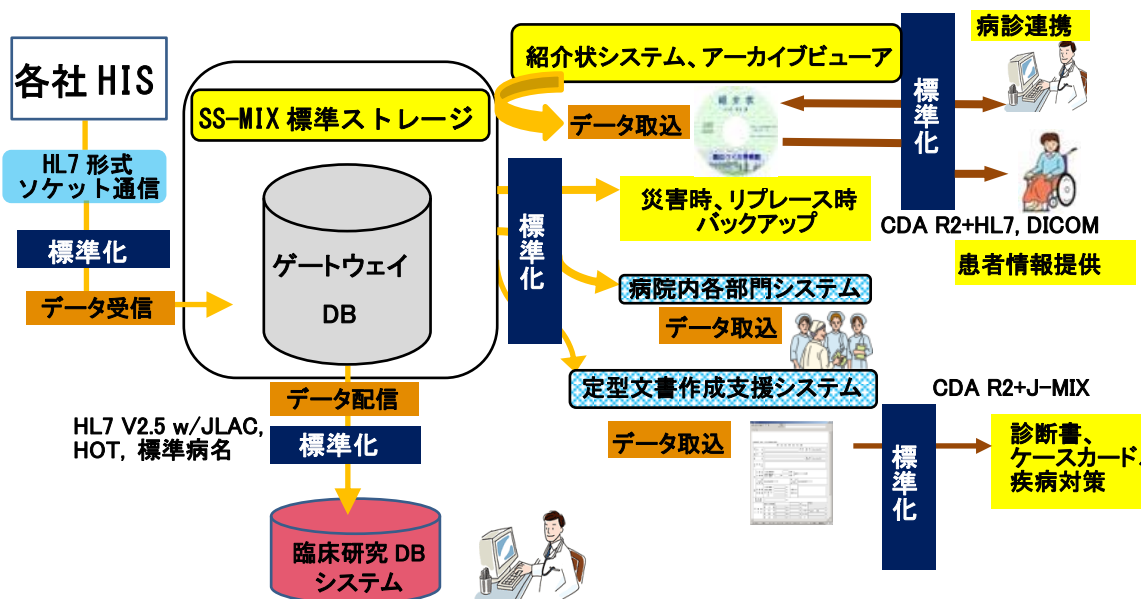 各社 HIS
HL7 形式
ソケット通信
標準化
データ受信
SS-MIX 標準ストレージ
ゲートウェイ
DB
データ配信
HL7 V2.5 w/JLAC,
HOT, 標準病名
標準化
臨床研究 DB
システム
紹介状システム、アーカイブビューア
データ取込
紹介状
標準化
災害時、リプレース時
バックアップ
病院内各部門システム
データ取込
定型文書作成支援システム
データ取込
標準化
病診連携
CDA R2+HL7, DICOM
患者情報提供
標準化
CDA R2+J-MIX
診断書、
ケースカード、
疾病対策